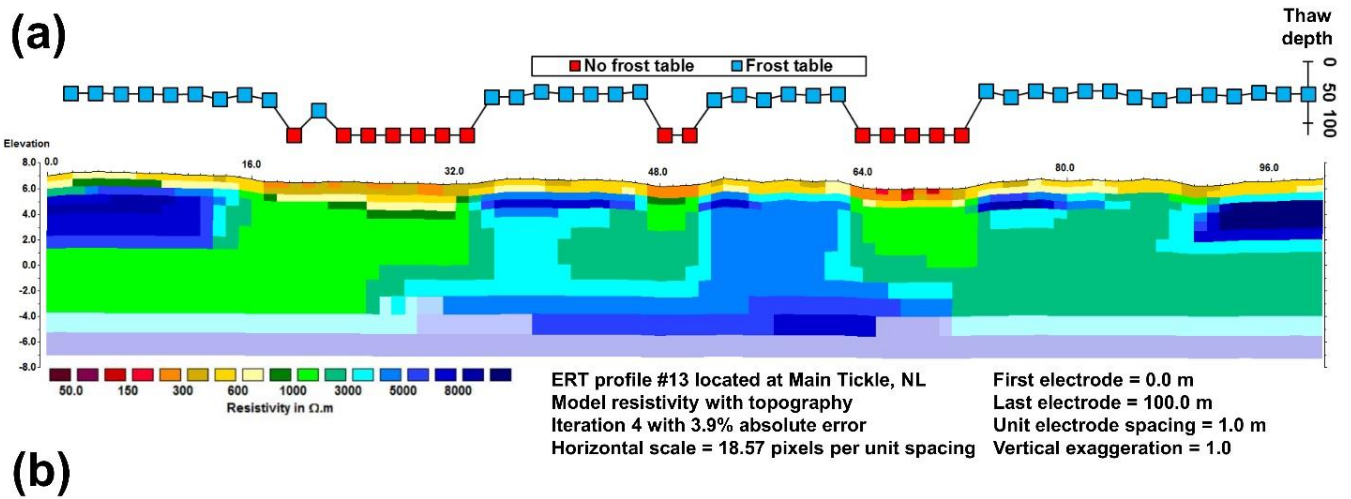 (a)
Thaw
depth
0
50
100
No frost table Frost table
Elevation
0.0 16.0 32.0 48.0 64.0 80.0 96.0
8.0
6.0
4.0
2.0
0.0
-2.0
-4.0
-6.0
-8.0
50.0 150 300 600 1000 3000 5000 8000
Resistivity in Ω.m
ERT profile #13 located at Main Tickle, NL
Model resistivity with topography
Iteration 4 with 3.9% absolute error
Horizontal scale = 18.57 pixels per unit spacing
First electrode = 0.0 m
Last electrode = 100.0 m
Unit electrode spacing = 1.0 m
Vertical exaggeration = 1.0
(b)